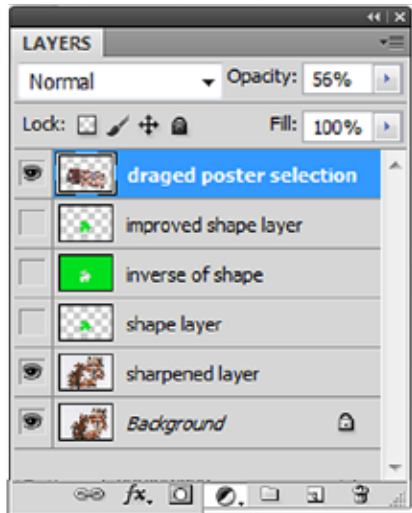 LAYERS
Normal Opacity: 56%
Lock: Fill: 100%
draged poster selection
improved shape layer
inverse of shape
shape layer
sharpened layer
Background
fx.